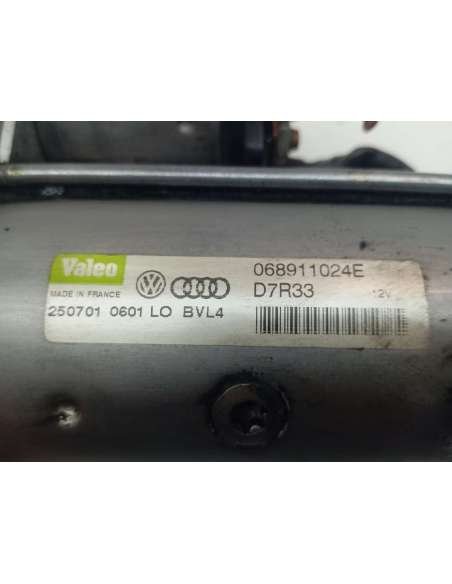 Valeo 068911024E
MADE IN FRANCE D7R33 12V
250701 0601 LO BVL4